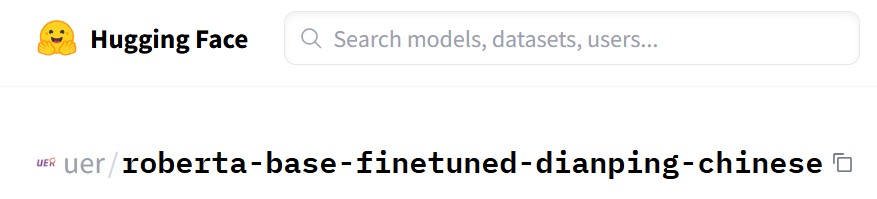 Hugging Face
Search models, datasets, users...
UER uer/roberta-base-finetuned-dianping-chinese